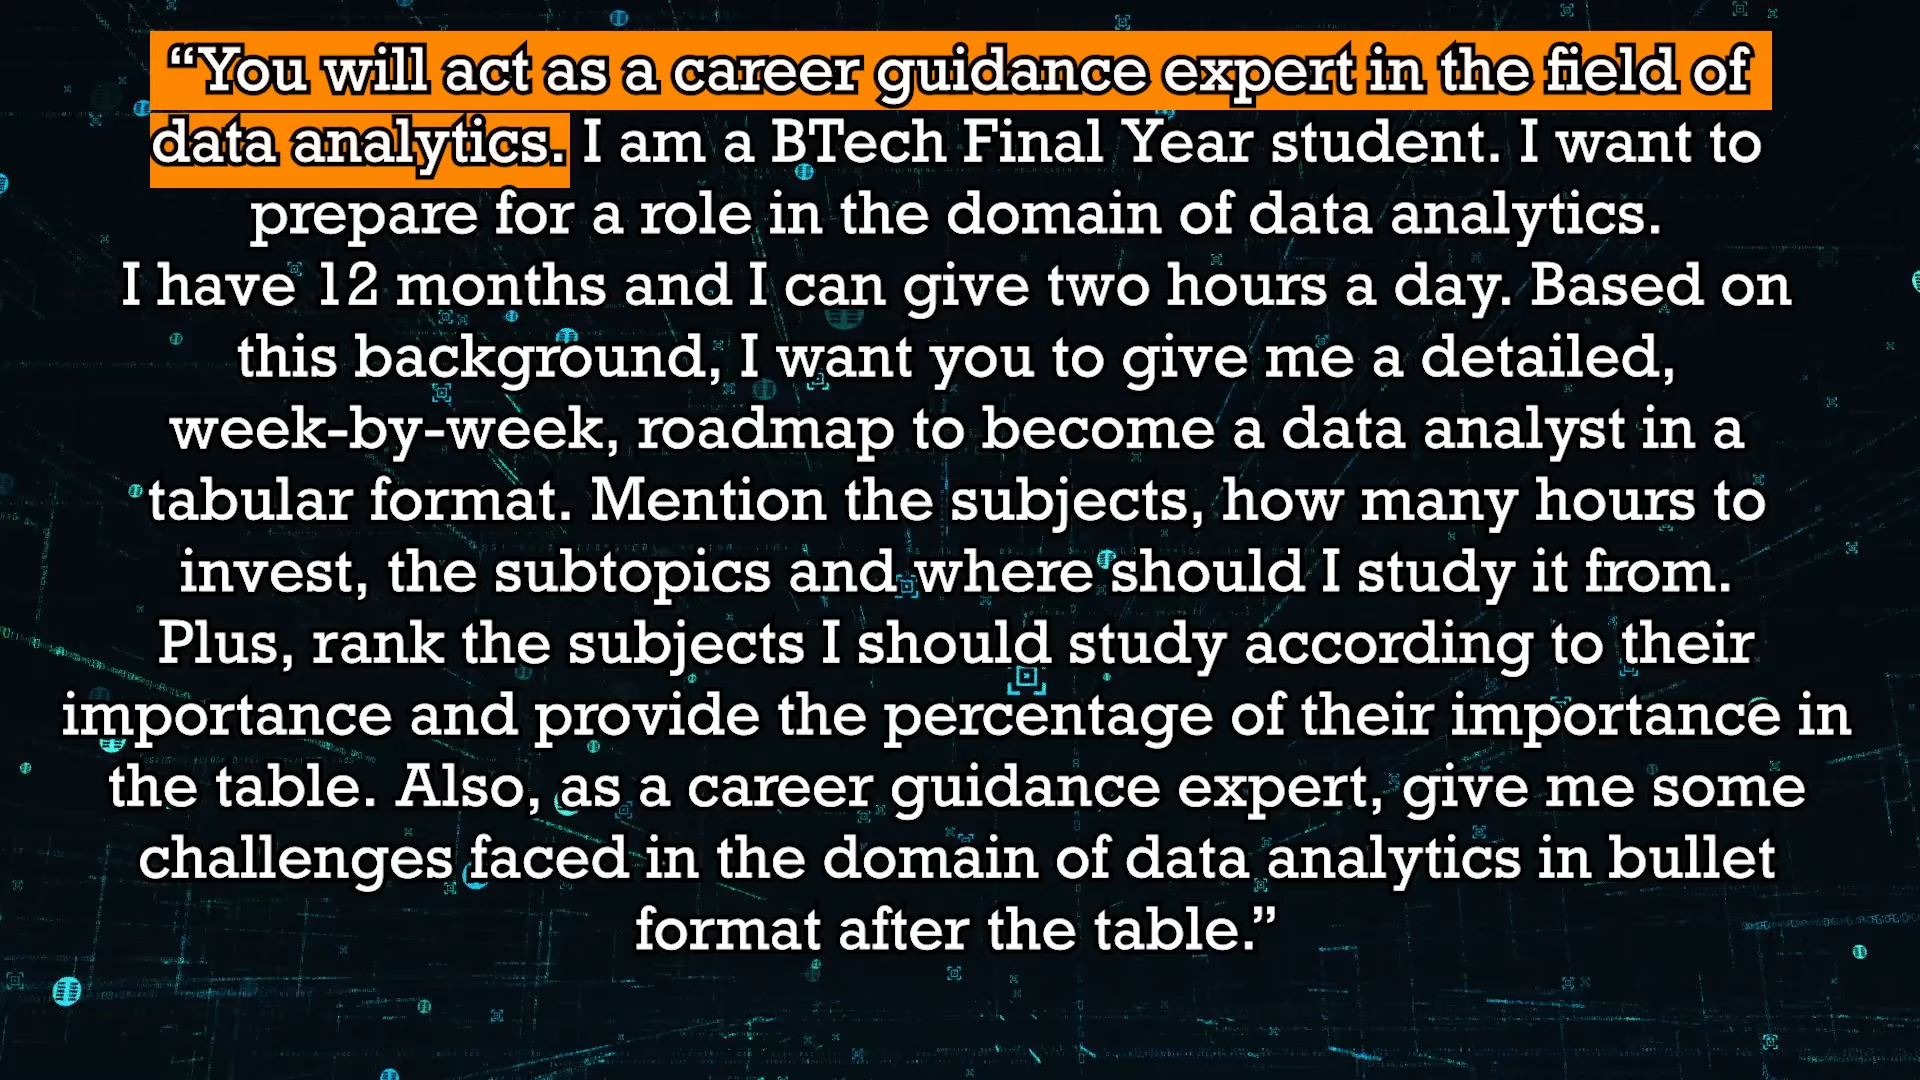 “You will act as a career guidance expert in the field of
data analytics. I am a BTech Final Year student. I want to
prepare for a role in the domain of data analytics.
I have 12 months and I can give two hours a day. Based on
this background, I want you to give me a detailed,
week-by-week, roadmap to become a data analyst in a
tabular format. Mention the subjects, how many hours to
invest, the subtopics and where should I study it from.
Plus, rank the subjects I should study according to their
importance and provide the percentage of their importance in
the table. Also, as a career guidance expert, give me some
challenges faced in the domain of data analytics in bullet
format after the table.”